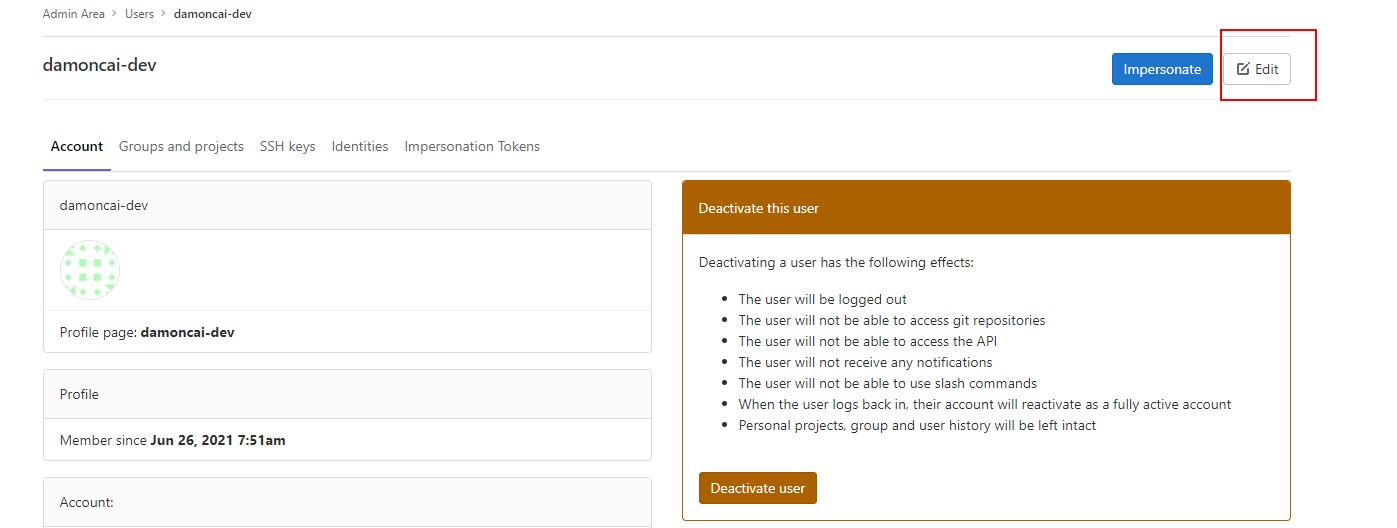 Admin Area > Users > damoncai-dev
damoncai-dev
Impersonate
Edit
Account Groups and projects SSH keys Identities Impersonation Tokens
damoncai-dev
Profile page: damoncai-dev
Profile
Member since Jun 26, 2021 7:51am
Account:
Deactivate this user
Deactivating a user has the following effects:
• The user will be logged out
• The user will not be able to access git repositories
• The user will not be able to access the API
• The user will not receive any notifications
• The user will not be able to use slash commands
• When the user logs back in, their account will reactivate as a fully active account
• Personal projects, group and user history will be left intact
Deactivate user